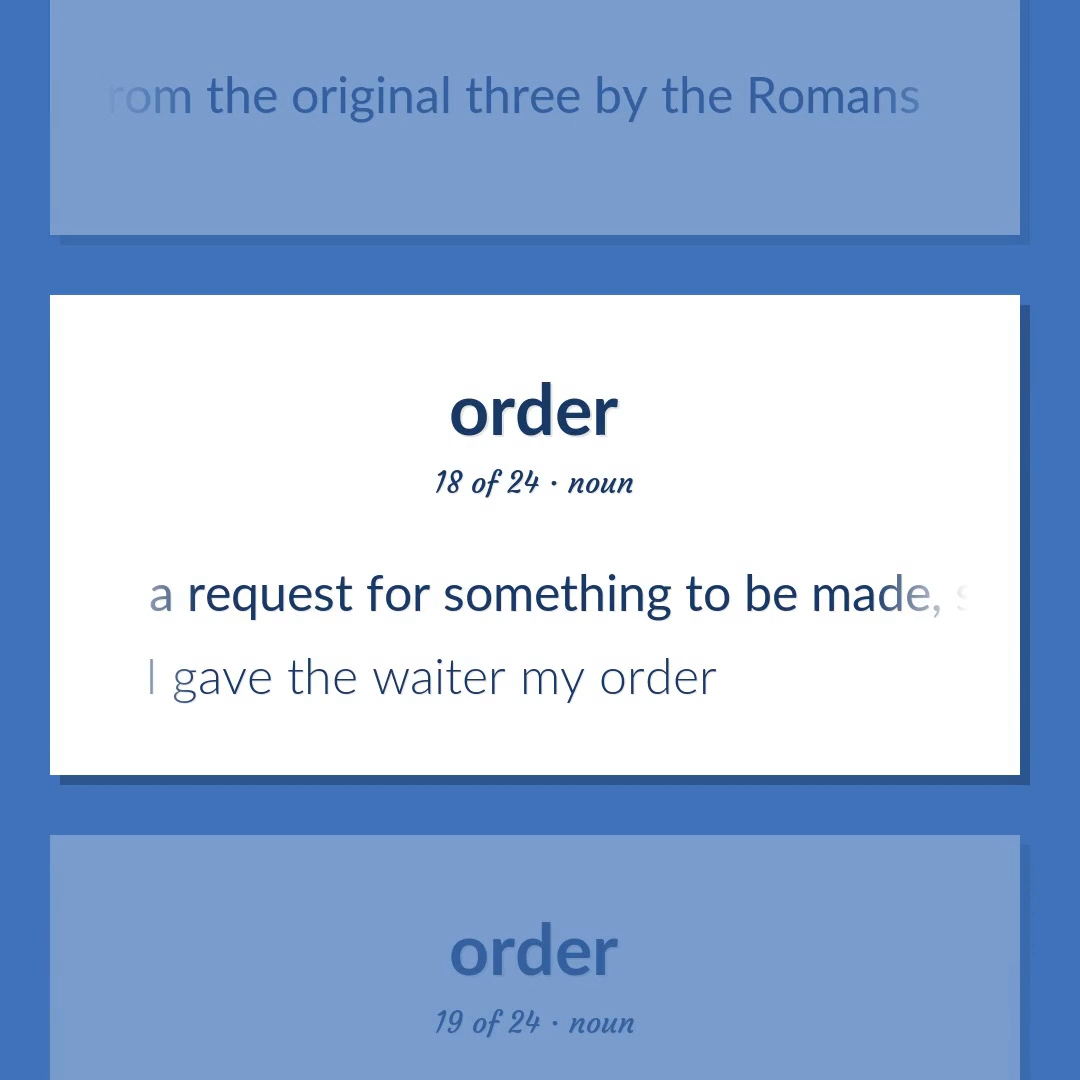 rom the original three by the Romans
order
18 of 24 · noun
a request for something to be made, s
I gave the waiter my order
order
19 of 24 · noun